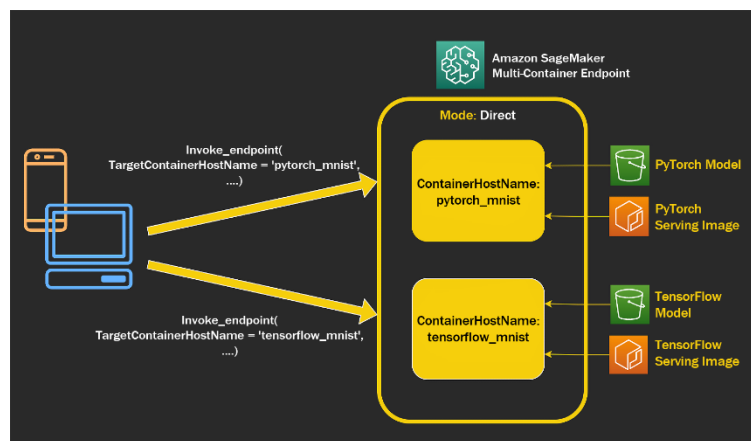 Amazon SageMaker
Multi-Container Endpoint
Mode: Direct
Invoke_endpoint(
TargetContainerHostName = 'pytorch_mnist',
....)
ContainerHostName:
pytorch_mnist
PyTorch Model
PyTorch
Serving Image
Invoke_endpoint(
TargetContainerHostName = 'tensorflow_mnist',
....)
ContainerHostName:
tensorflow_mnist
TensorFlow
Model
TensorFlow
Serving Image